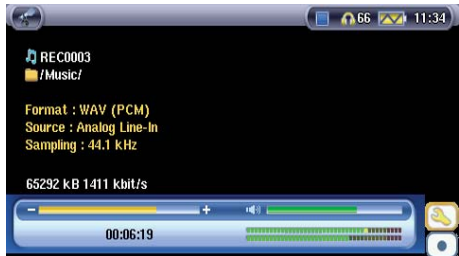 66 11:34
REC0003
/Music/
Format : WAV (PCM)
Source : Analog Line-In
Sampling : 44.1 kHz
65292 kB 1411 kbit/s
- +
00:06:19